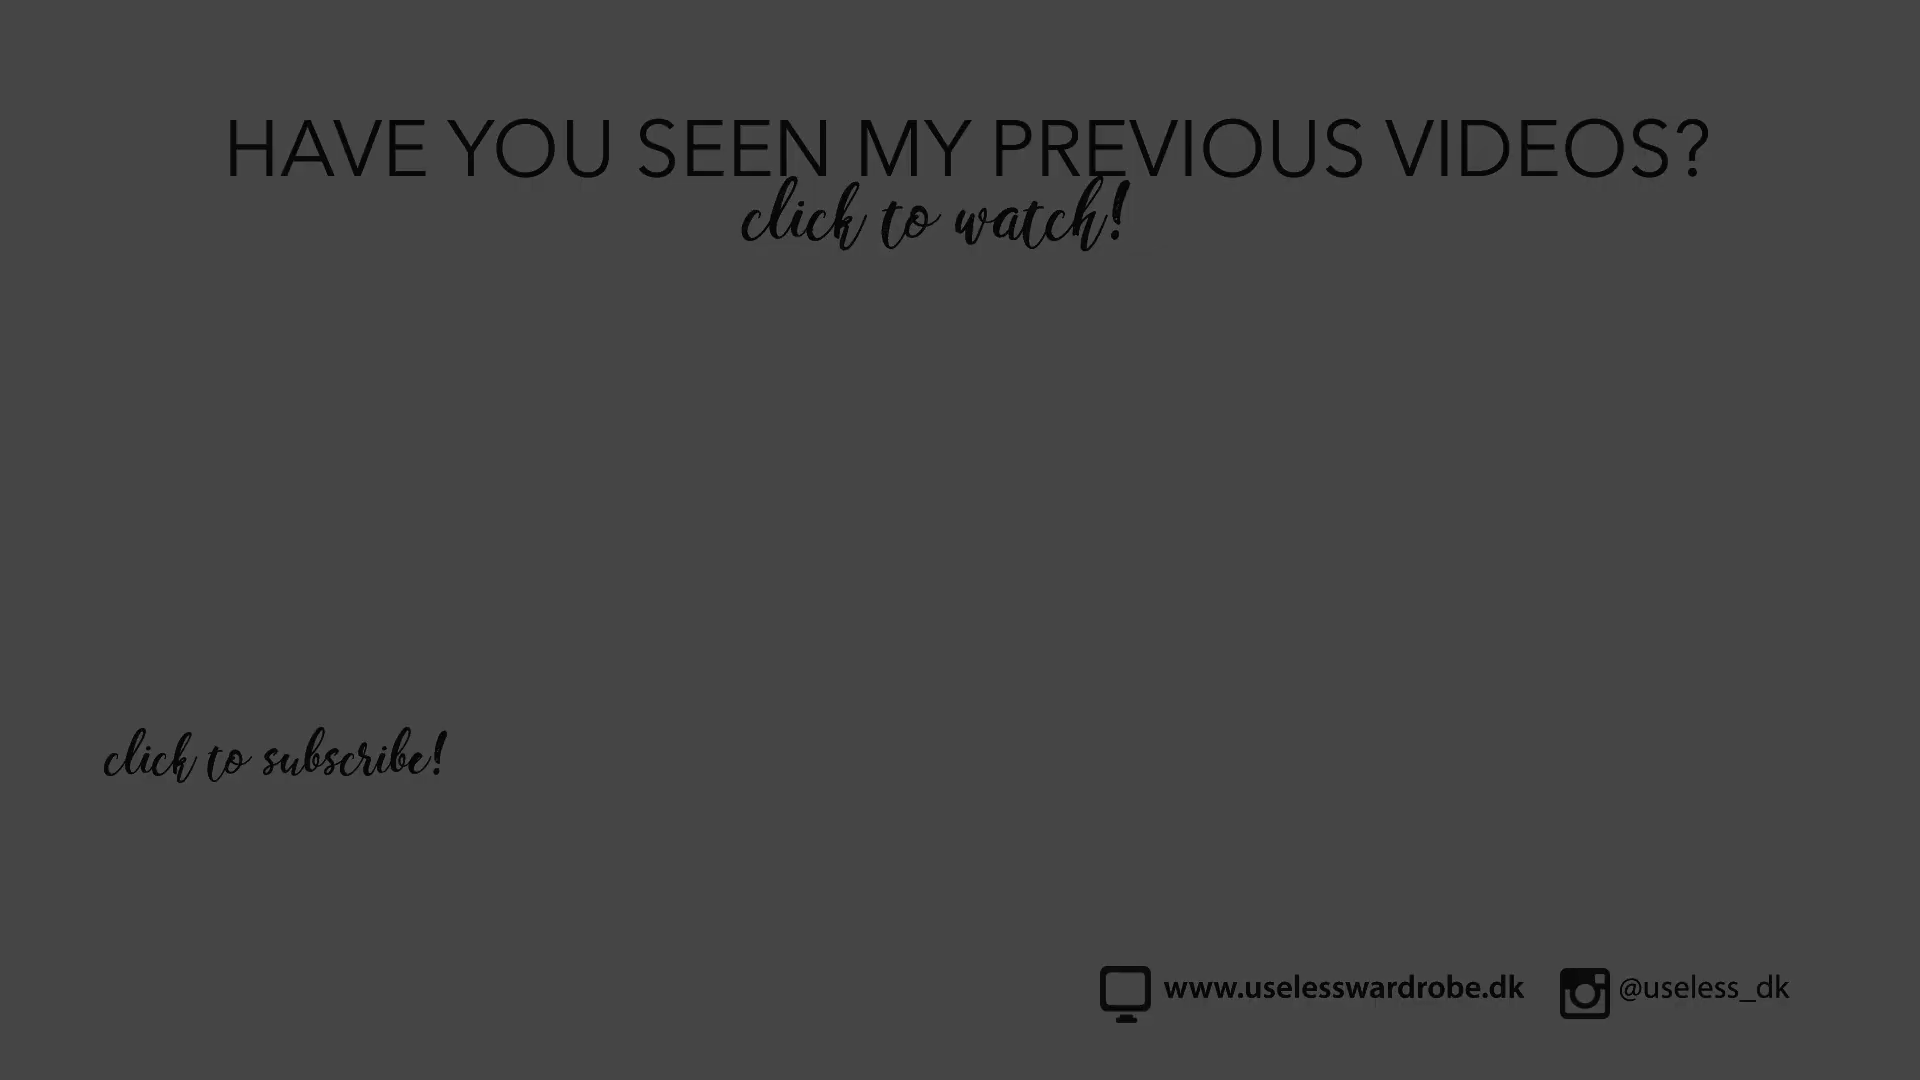 HAVE YOU SEEN MY PREVIOUS VIDEOS?
click to watch!
click to subscribe!
www.uselesswardrobe.dk @useless_dk